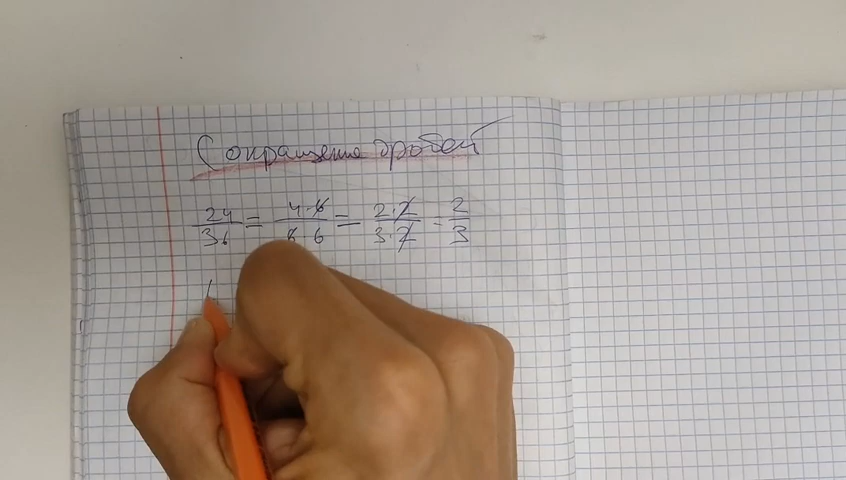 Сокращение дробей
24/36 = 4·6/6·6 = 2·2/3·2 = 2/3